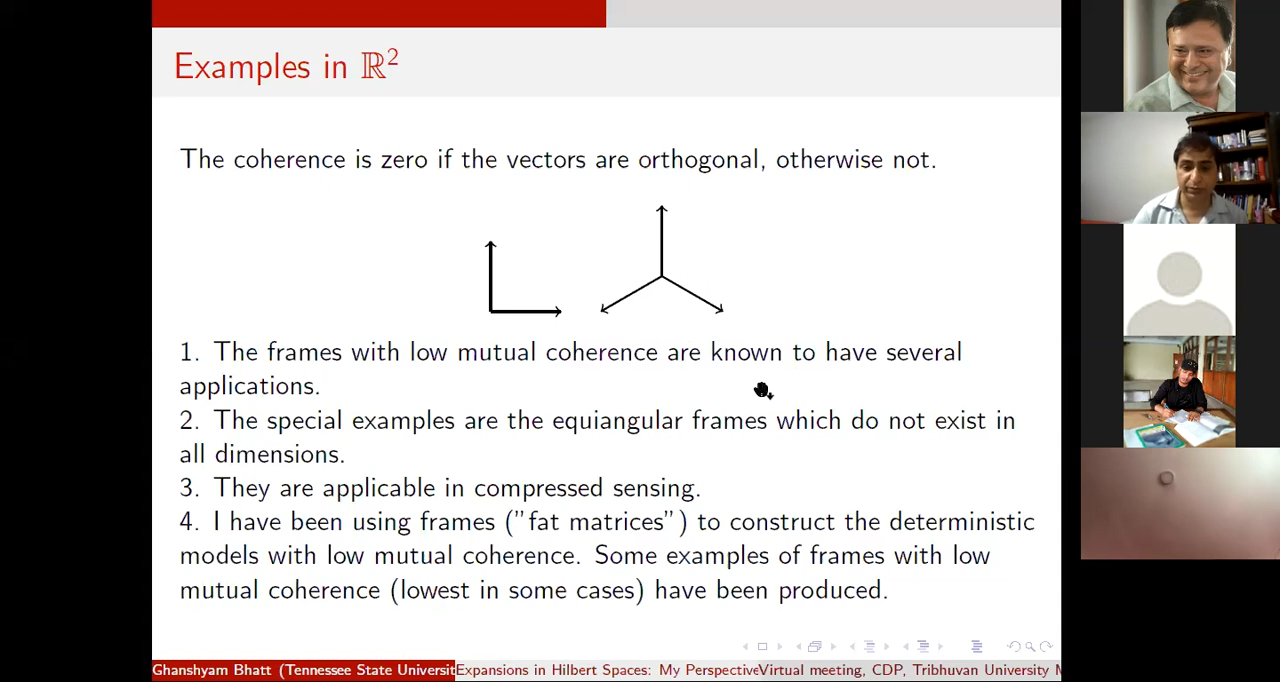 Examples in ℝ²
The coherence is zero if the vectors are orthogonal, otherwise not.
1. The frames with low mutual coherence are known to have several
applications.
2. The special examples are the equiangular frames which do not exist in
all dimensions.
3. They are applicable in compressed sensing.
4. I have been using frames ("fat matrices") to construct the deterministic
models with low mutual coherence. Some examples of frames with low
mutual coherence (lowest in some cases) have been produced.
Ghanshyam Bhatt (Tennessee State Universit Expansions in Hilbert Spaces: My Perspective Virtual meeting, CDP, Tribhuvan University